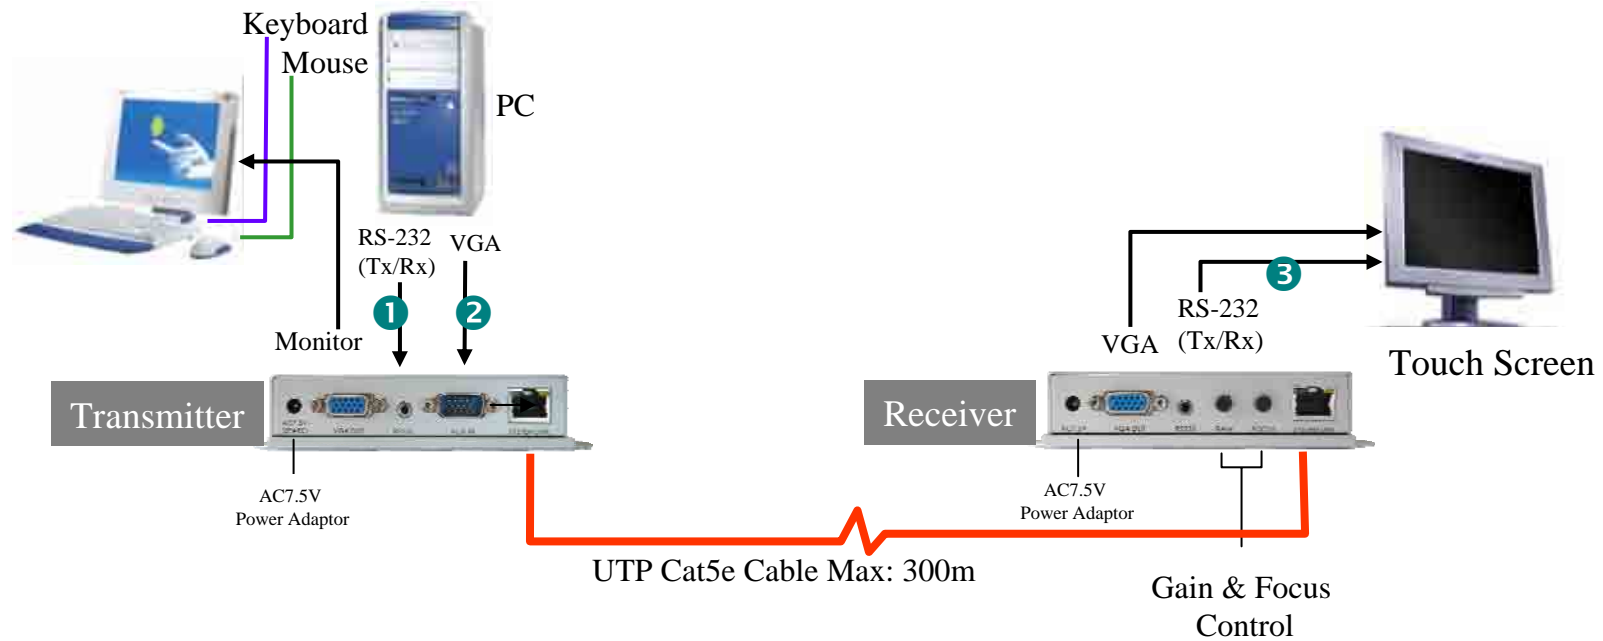 Keyboard
Mouse
PC
RS-232
(Tx/Rx)
VGA
1
2
Monitor
Transmitter
AC7.5V
Power Adaptor
3
RS-232
(Tx/Rx)
VGA
Touch Screen
Receiver
AC7.5V
Power Adaptor
UTP Cat5e Cable Max: 300m
Gain & Focus
Control